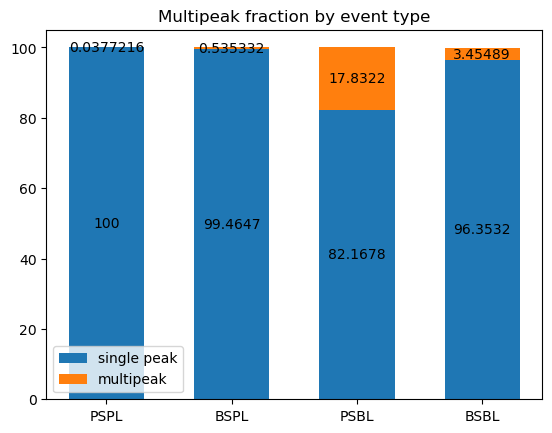 Multipeak fraction by event type
100
80
60
40
20
0
0.0377216
0.535332
17.8322
3.45489
100
99.4647
82.1678
96.3532
single peak
multipeak
PSPL
BSPL
PSBL
BSBL